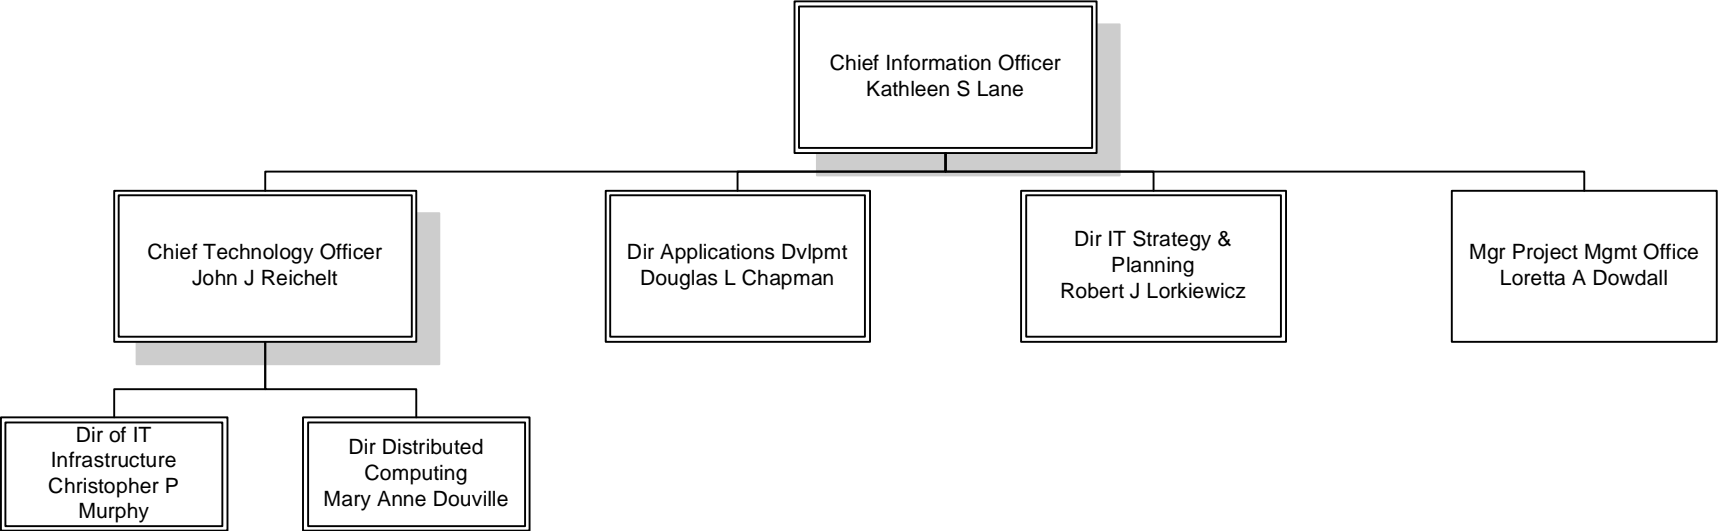 Chief Information Officer
Kathleen S Lane
Chief Technology Officer
John J Reichelt
Dir Applications Dvlpmt
Douglas L Chapman
Dir IT Strategy &
Planning
Robert J Lorkiewicz
Mgr Project Mgmt Office
Loretta A Dowdall
Dir of IT
Infrastructure
Christopher P
Murphy
Dir Distributed
Computing
Mary Anne Douville